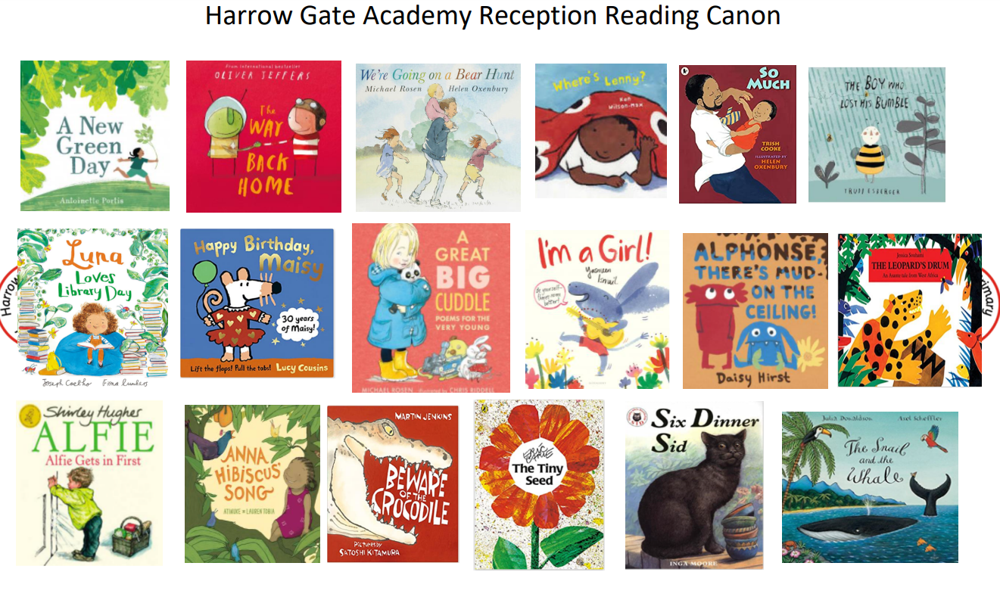 Harrow Gate Academy Reception Reading Canon
A New
Green
Day
Antoinette Portis
From international bestseller
OLIVER JEFFERS
The
WAY
BACK
HOME
We're Going on a Bear Hunt
Michael Rosen Helen Oxenbury
Where's Lenny?
Ken
Wilson-Max
SO
MUCH
TRISH
COOKE
ILLUSTRATED BY
HELEN
OXENBURY
THE BOY WHO
LOST HIS BUMBLE
TRUDI ESBERGER
Harrow
Luna
Loves
Library Day
Joseph Coelho Fiona Lumbers
Happy Birthday,
Maisy
30 years
of Maisy!
Lift the flaps! Pull the tabs! Lucy Cousins
A
GREAT
BIG
CUDDLE
POEMS FOR THE
VERY YOUNG
MICHAEL ROSEN illustrated by CHRIS RIDDELL
I'm a Girl!
Yasmeen
Ismail
Be yourself-
there's none
better!
ALPHONSE,
THERE'S MUD
ON THE
CEILING!
Daisy Hirst
Jessica Souhami
THE LEOPARD'S DRUM
An Asante tale from West Africa
imary
Shirley Hughes
ALFIE
Alfie Gets in First
ANNA
HIBISCUS'
SONG
ATINUKE LAUREN TOBIA
MARTIN JENKINS
BEWARE
OF THE
CROCODILE
Pictures by
SATOSHI KITAMURA
ERIC CARLE
The Tiny
Seed
Six Dinner
Sid
INGA MOORE
Julia Donaldson Axel Scheffler
The Snail
and the
Whale